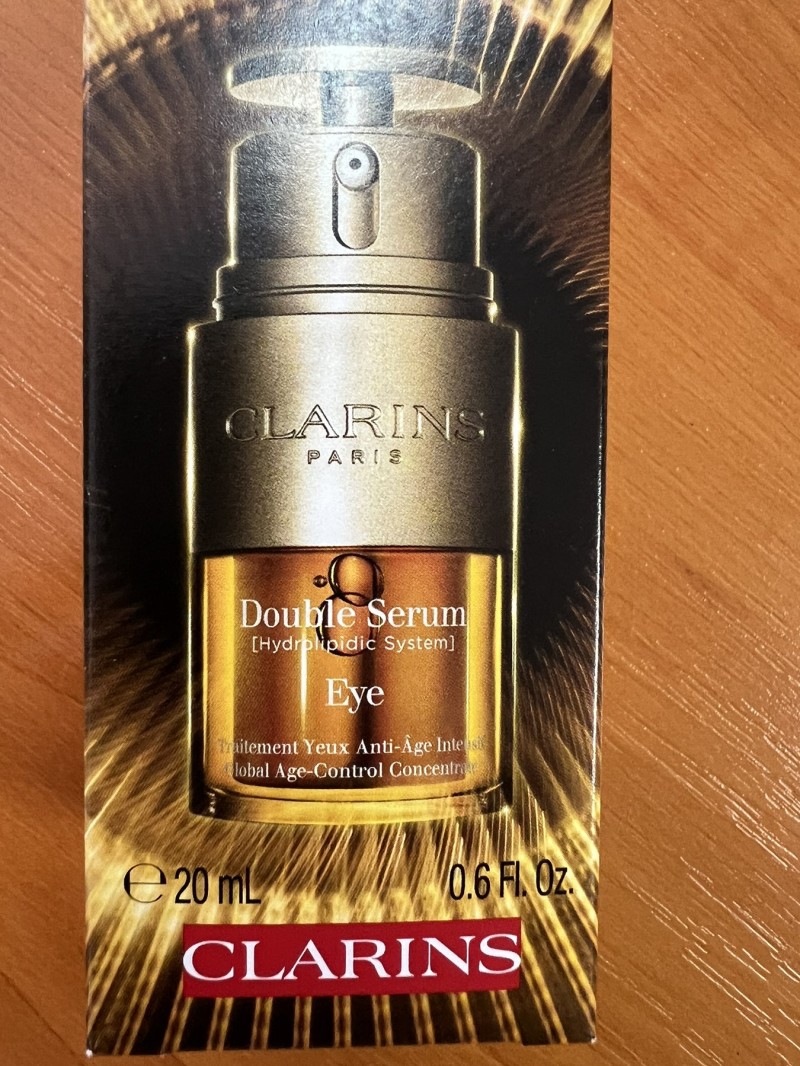 CLARINS
PARIS
Double Serum
[Hydrolipidic System]
Eye
Traitement Yeux Anti-Âge Intensif
Global Age-Control Concentrate
℮ 20 mL
0.6 Fl. Oz.
CLARINS